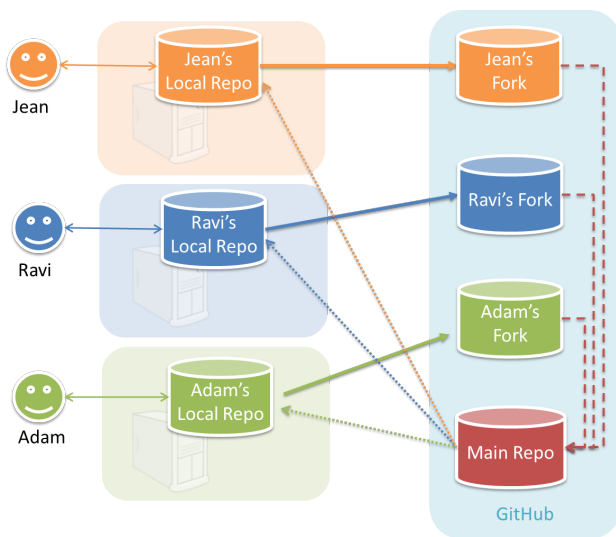 Jean
Jean's
Local Repo
Jean's
Fork
Ravi
Ravi's
Local Repo
Ravi's Fork
Adam
Adam's
Local Repo
Adam's
Fork
Main Repo
GitHub